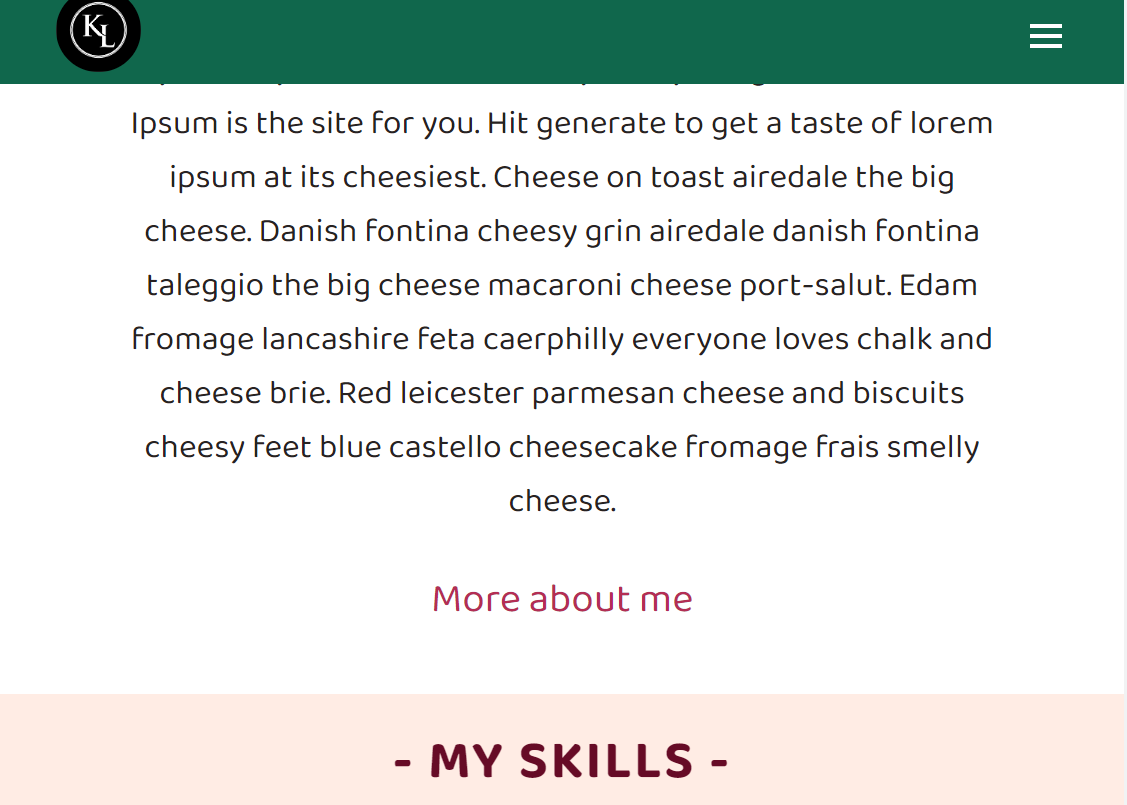 KL
Ipsum is the site for you. Hit generate to get a taste of lorem
ipsum at its cheesiest. Cheese on toast airedale the big
cheese. Danish fontina cheesy grin airedale danish fontina
taleggio the big cheese macaroni cheese port-salut. Edam
fromage lancashire feta caerphilly everyone loves chalk and
cheese brie. Red leicester parmesan cheese and biscuits
cheesy feet blue castello cheesecake fromage frais smelly
cheese.
More about me
- MY SKILLS -